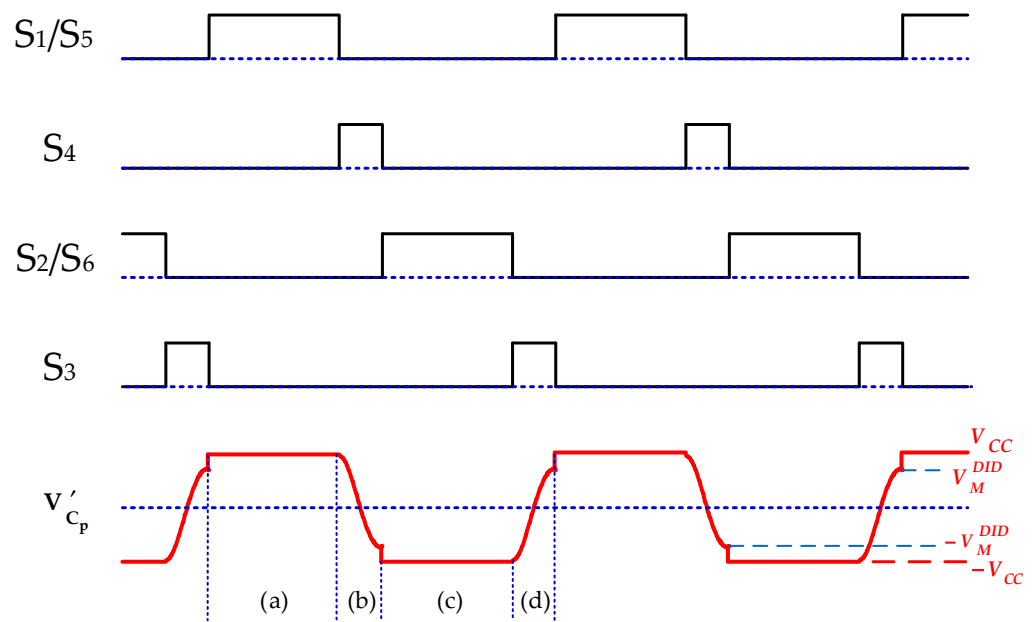 S1/S5
S4
S2/S6
S3
V′Cp
VCC
VMDID
−VMDID
−VCC
(a) (b) (c) (d)